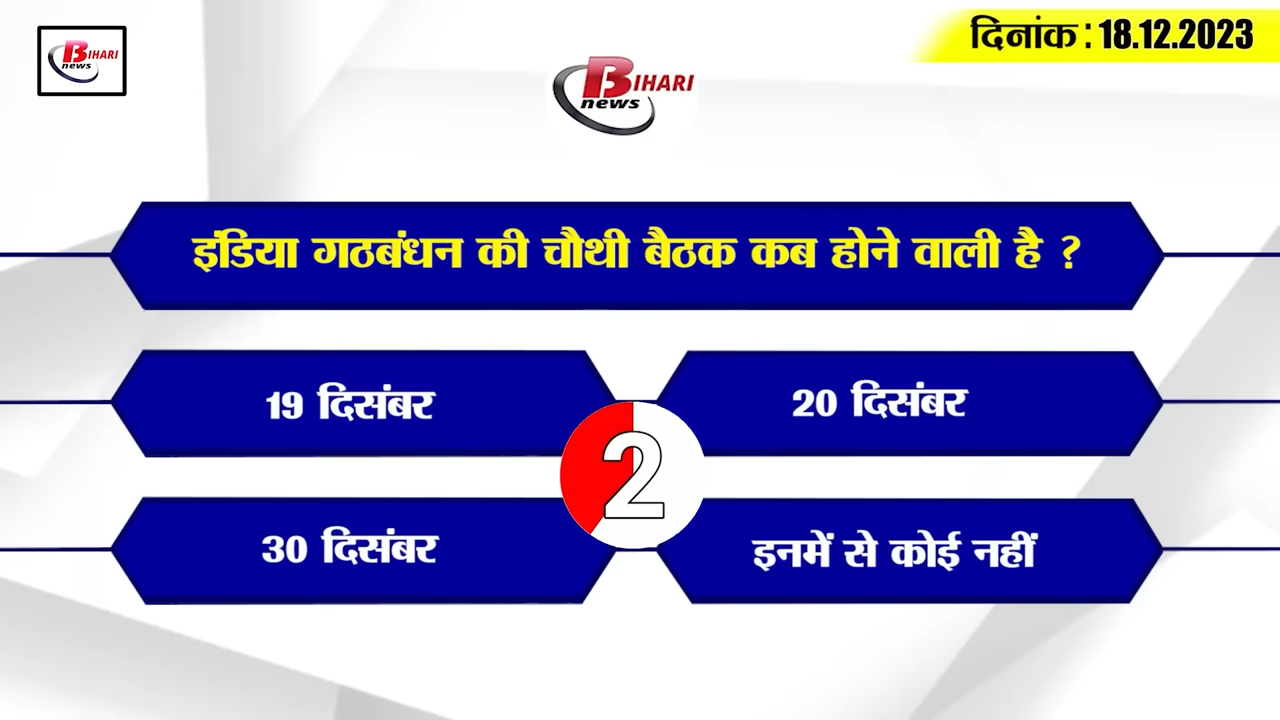 BIHARI
news
दिनांक : 18.12.2023
BIHARI
news
इंडिया गठबंधन की चौथी बैठक कब होने वाली है ?
19 दिसंबर
20 दिसंबर
2
30 दिसंबर
इनमें से कोई नहीं